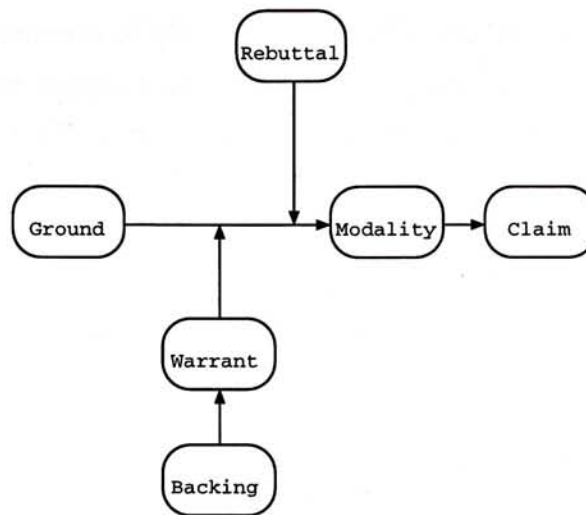 Rebuttal
Ground
Modality
Claim
Warrant
Backing